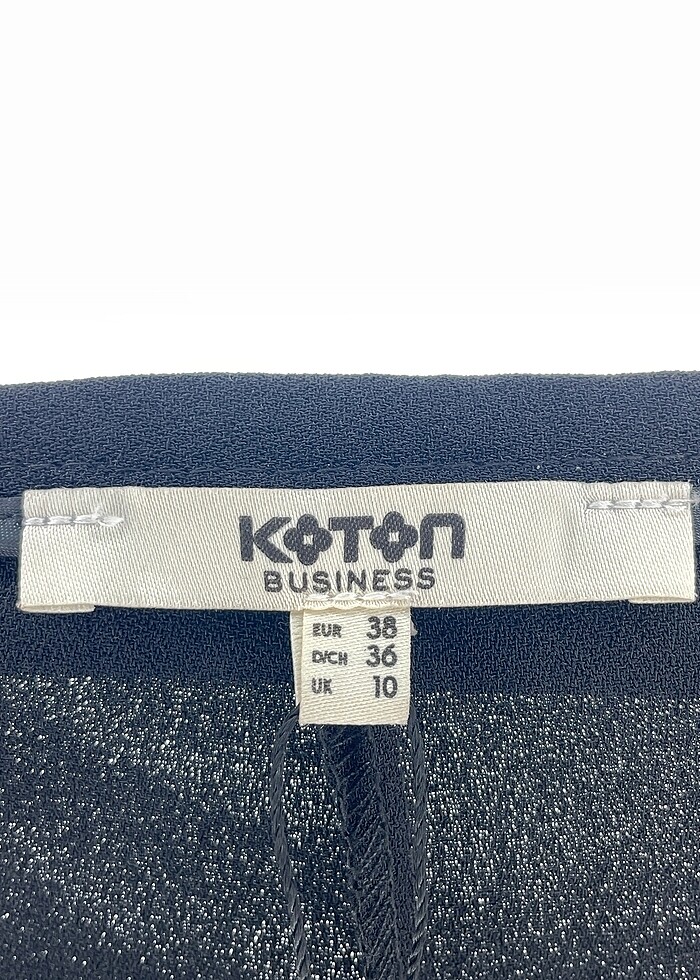 KOTON
BUSINESS
EUR 38
D/CH 36
UK 10